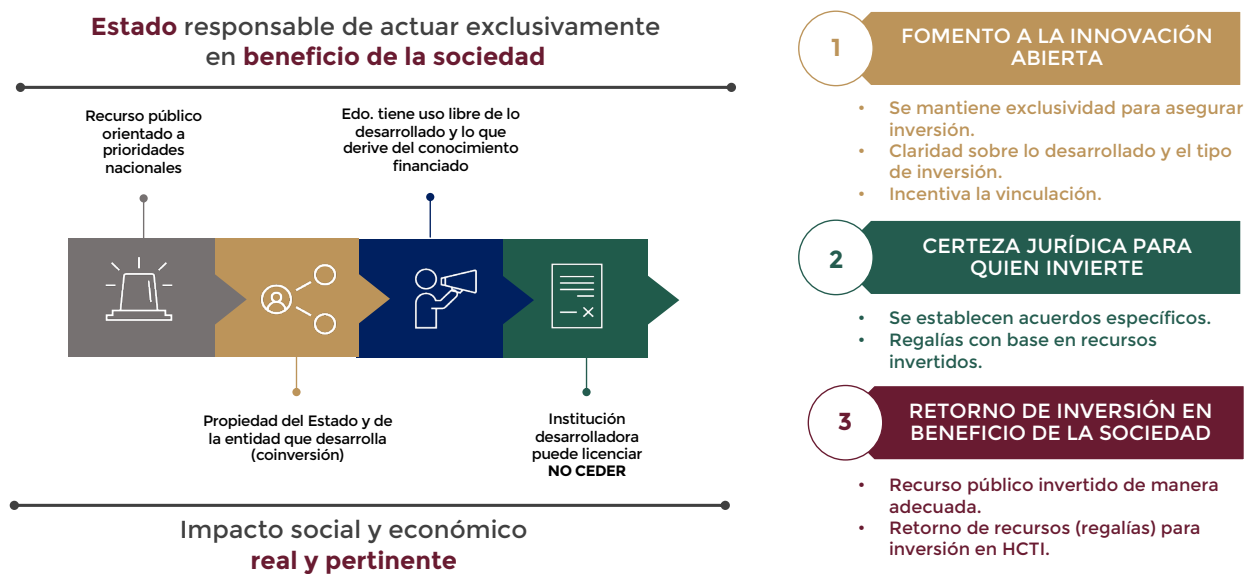 Estado responsable de actuar exclusivamente
en beneficio de la sociedad
Recurso público
orientado a
prioridades
nacionales
Edo. tiene uso libre de lo
desarrollado y lo que
derive del conocimiento
financiado
Propiedad del Estado y de
la entidad que desarrolla
(coinversión)
Institución
desarrolladora
puede licenciar
NO CEDER
Impacto social y económico
real y pertinente
1
FOMENTO A LA INNOVACIÓN
ABIERTA
• Se mantiene exclusividad para asegurar
inversión.
• Claridad sobre lo desarrollado y el tipo
de inversión.
• Incentiva la vinculación.
2
CERTEZA JURÍDICA PARA
QUIEN INVIERTE
• Se establecen acuerdos específicos.
• Regalías con base en recursos
invertidos.
3
RETORNO DE INVERSIÓN EN
BENEFICIO DE LA SOCIEDAD
• Recurso público invertido de manera
adecuada.
• Retorno de recursos (regalías) para
inversión en HCTI.